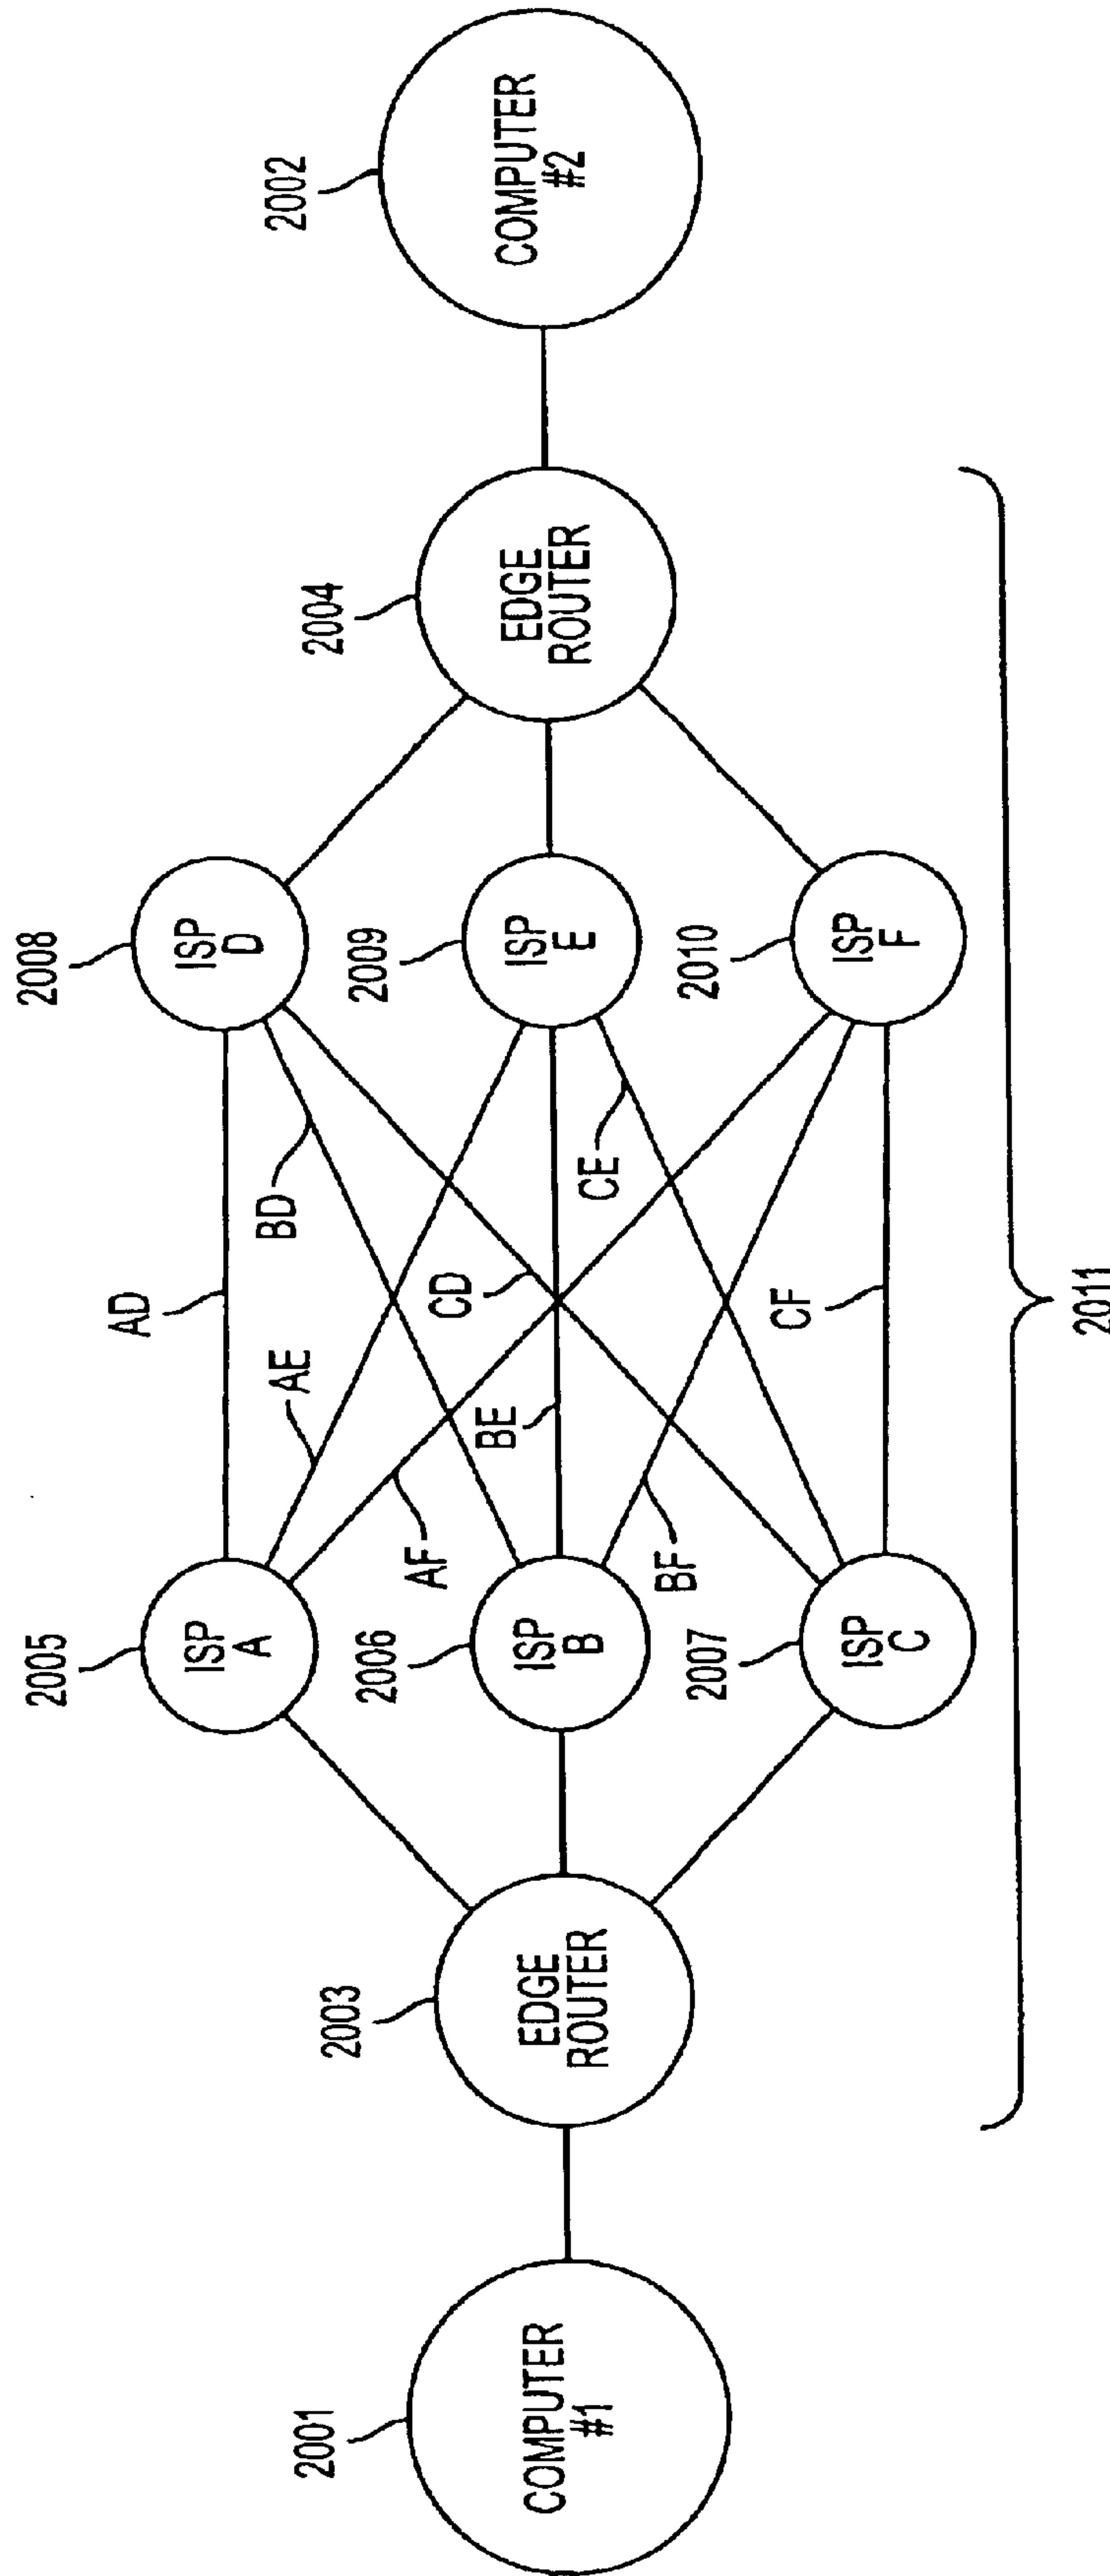 2001
COMPUTER
#1
2003
EDGE
ROUTER
2005
ISP
A
2006
ISP
B
2007
ISP
C
AD
AE
BD
AF
CD
BE
CE
BF
CF
2008
ISP
D
2009
ISP
E
2010
ISP
F
2004
EDGE
ROUTER
2002
COMPUTER
#2
2011